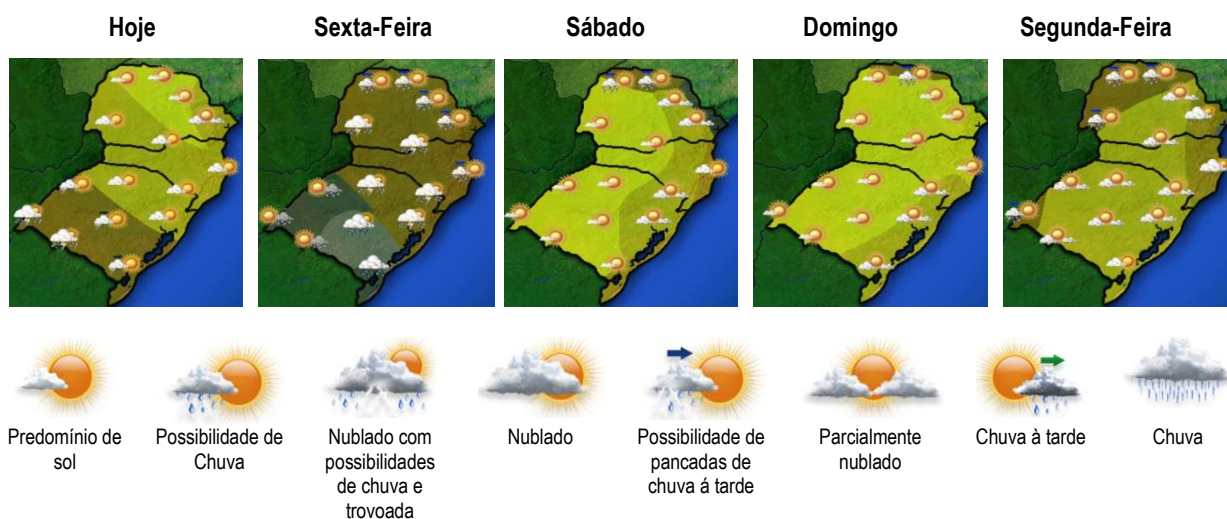 Hoje Sexta-Feira Sábado Domingo Segunda-Feira
Predomínio de
sol
Possibilidade de
Chuva
Nublado com
possibilidades
de chuva e
trovoada
Nublado
Possibilidade de
pancadas de
chuva á tarde
Parcialmente
nublado
Chuva à tarde
Chuva